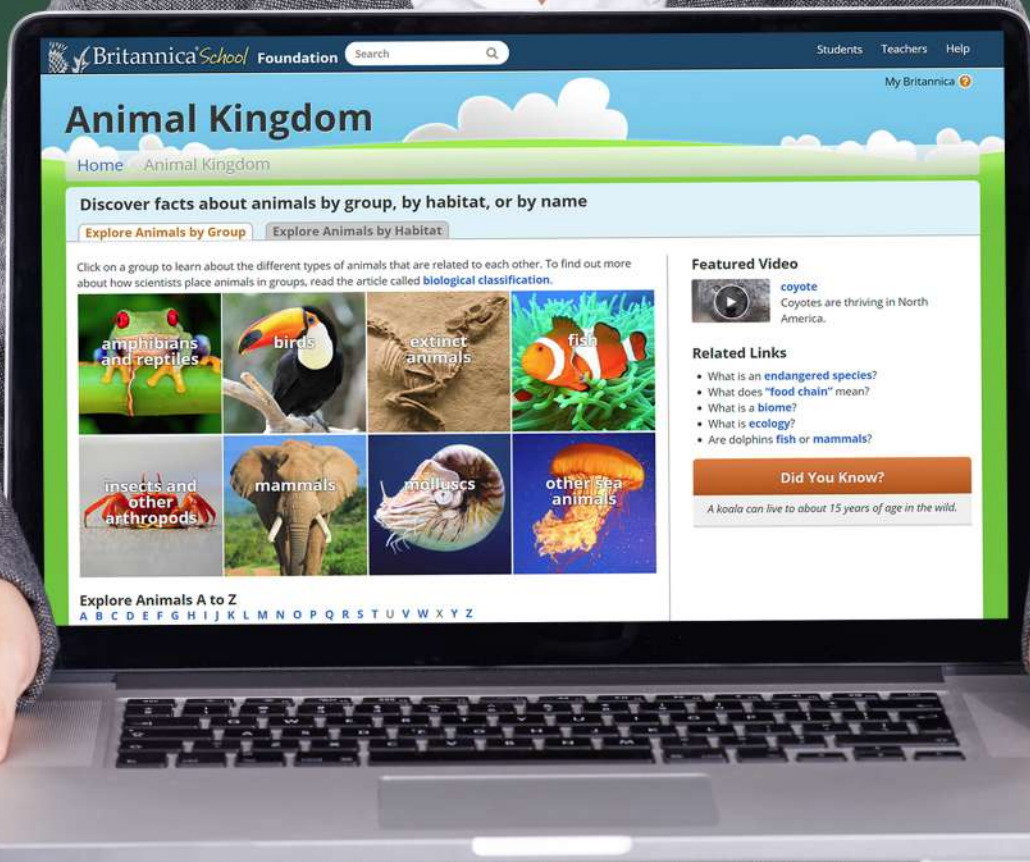 Britannica School Foundation
Search
Students Teachers Help
My Britannica ?
Animal Kingdom
Home Animal Kingdom
Discover facts about animals by group, by habitat, or by name
Explore Animals by Group Explore Animals by Habitat
Click on a group to learn about the different types of animals that are related to each other. To find out more
about how scientists place animals in groups, read the article called biological classification.
amphibians
and reptiles
birds
extinct
animals
fish
insects and
other
arthropods
mammals
molluscs
other sea
animals
Explore Animals A to Z
A B C D E F G H I J K L M N O P Q R S T U V W X Y Z
Featured Video
coyote
Coyotes are thriving in North
America.
Related Links
• What is an endangered species?
• What does "food chain" mean?
• What is a biome?
• What is ecology?
• Are dolphins fish or mammals?
Did You Know?
A koala can live to about 15 years of age in the wild.